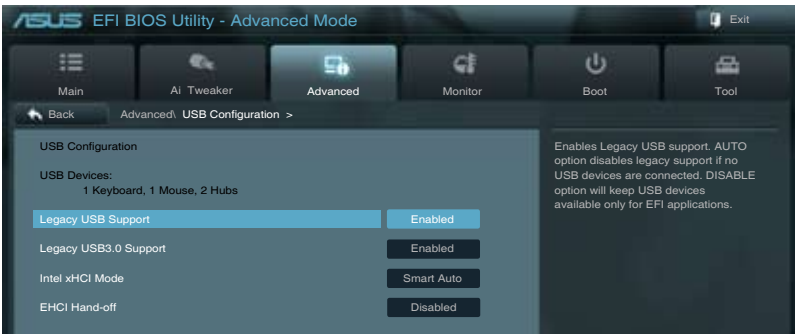 ASUS EFI BIOS Utility - Advanced Mode
Exit
Main
Ai Tweaker
Advanced
Monitor
Boot
Tool
Back
Advanced\ USB Configuration >
USB Configuration
USB Devices:
1 Keyboard, 1 Mouse, 2 Hubs
Legacy USB Support Enabled
Legacy USB3.0 Support Enabled
Intel xHCI Mode Smart Auto
EHCI Hand-off Disabled
Enables Legacy USB support. AUTO
option disables legacy support if no
USB devices are connected. DISABLE
option will keep USB devices
available only for EFI applications.